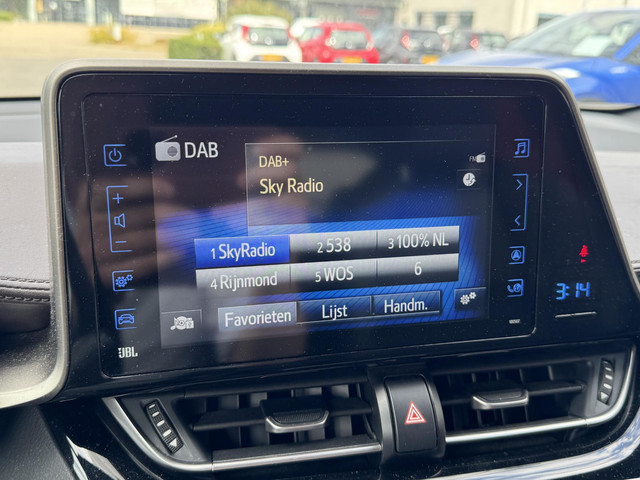 DAB
DAB+
FM
Sky Radio
1 SkyRadio 2 538 3 100% NL
4 Rijnmond 5 WOS 6
Favorieten Lijst Handm.
3:14
JBL